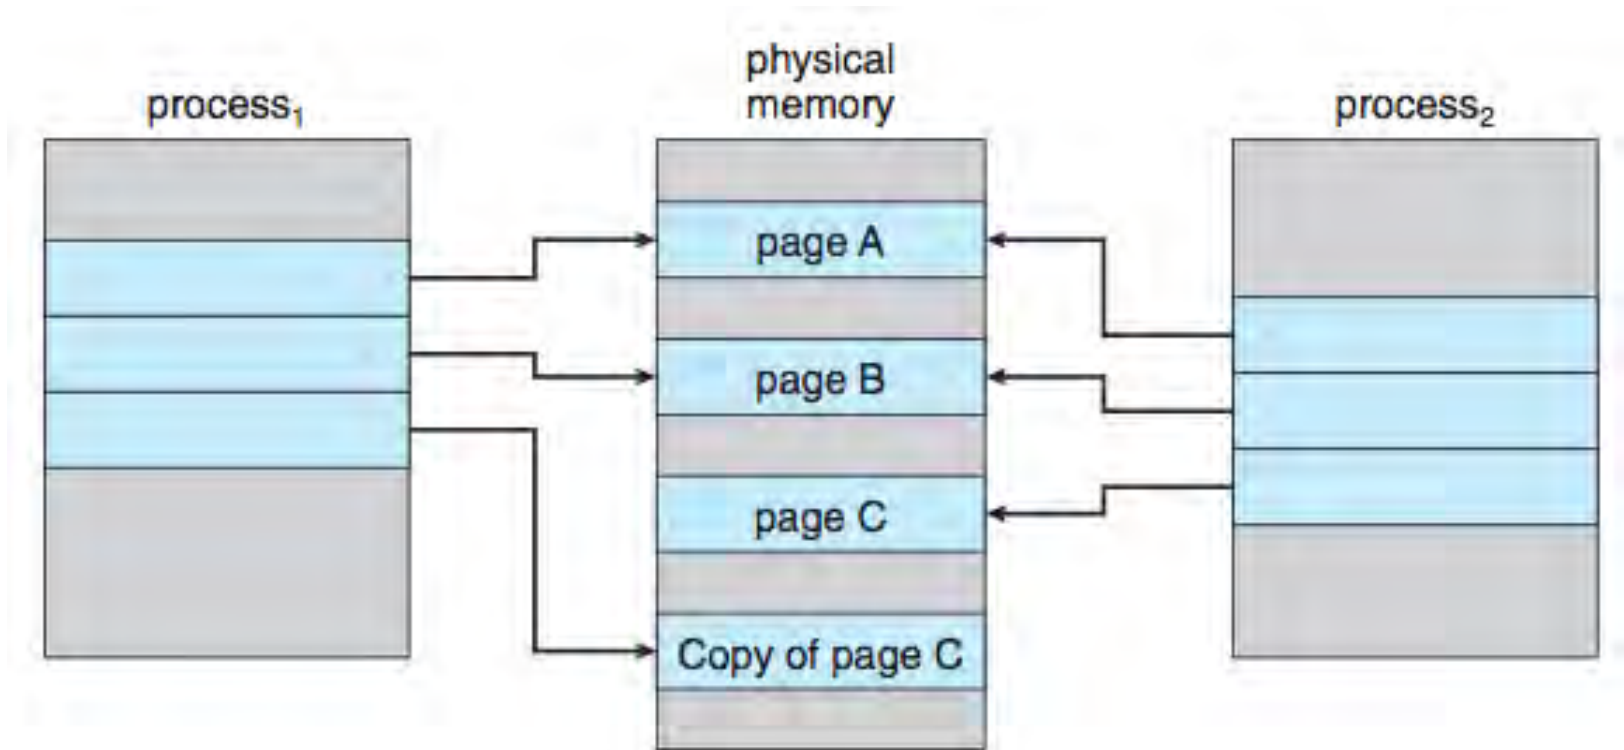 process₁
physical
memory
process₂
page A
page B
page C
Copy of page C